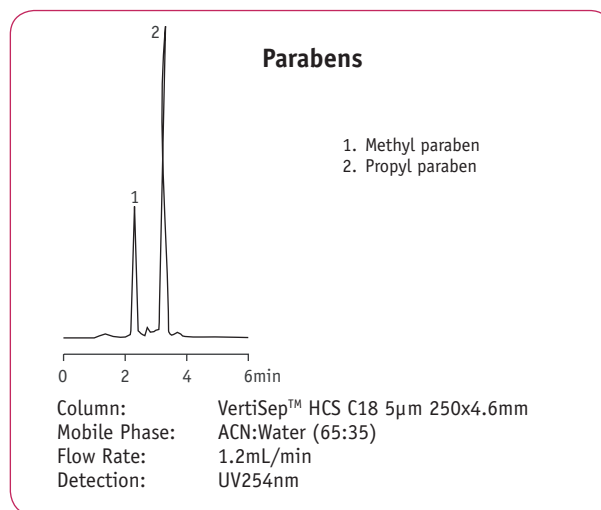 Parabens
2
1. Methyl paraben
2. Propyl paraben
1
0 2 4 6min
Column: VertiSep™ HCS C18 5µm 250x4.6mm
Mobile Phase: ACN:Water (65:35)
Flow Rate: 1.2mL/min
Detection: UV254nm